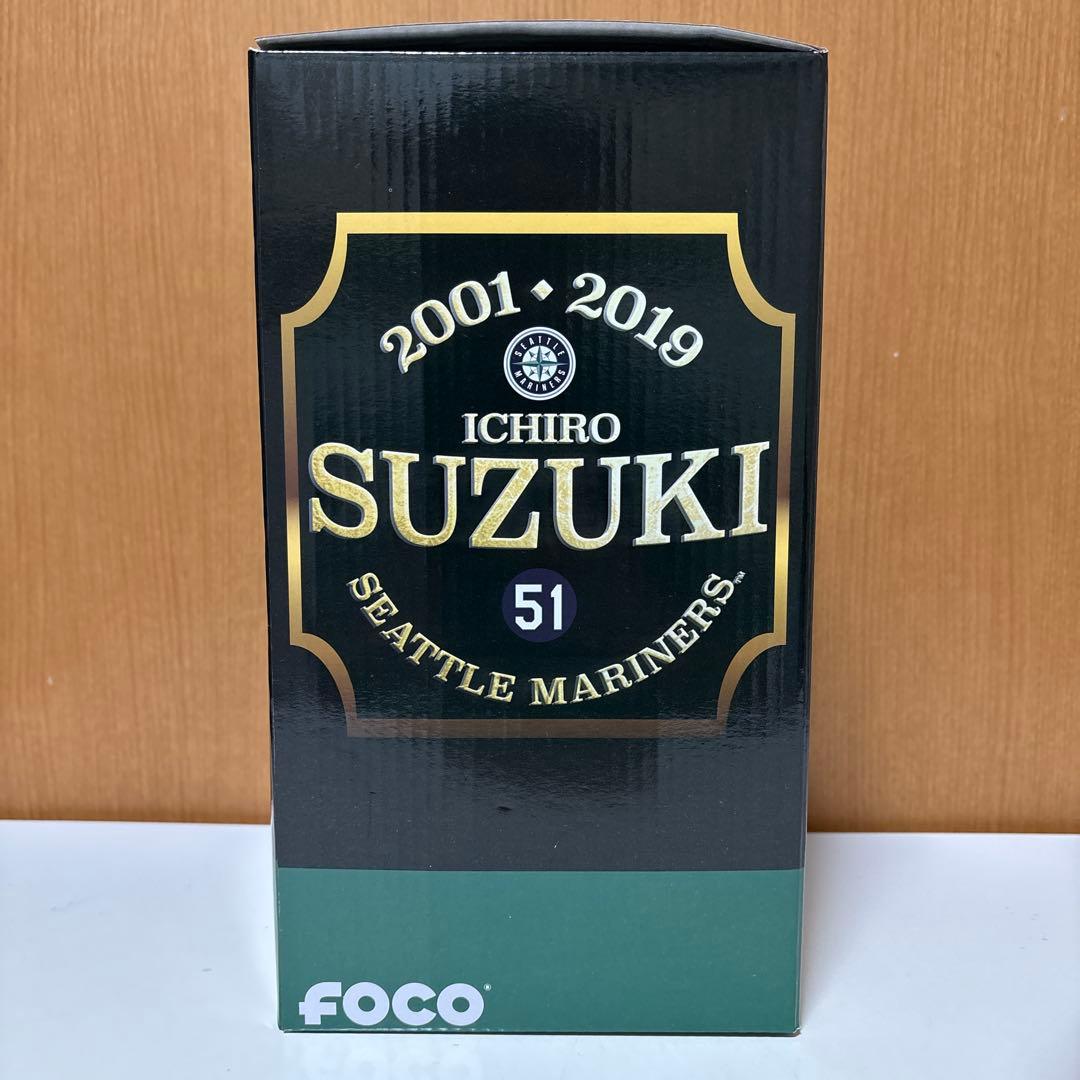 2001 ◆ 2019
SEATTLE
MARINERS
ICHIRO
SUZUKI
51
SEATTLE MARINERS™
FOCO®